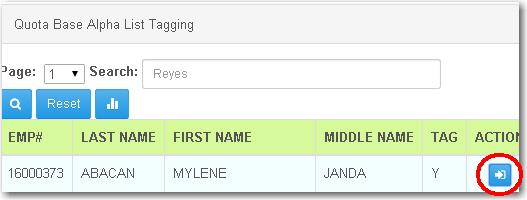 Quota Base Alpha List Tagging
Page: 1 Search: Reyes
Reset
EMP# LAST NAME FIRST NAME MIDDLE NAME TAG ACTION
16000373 ABACAN MYLENE JANDA Y